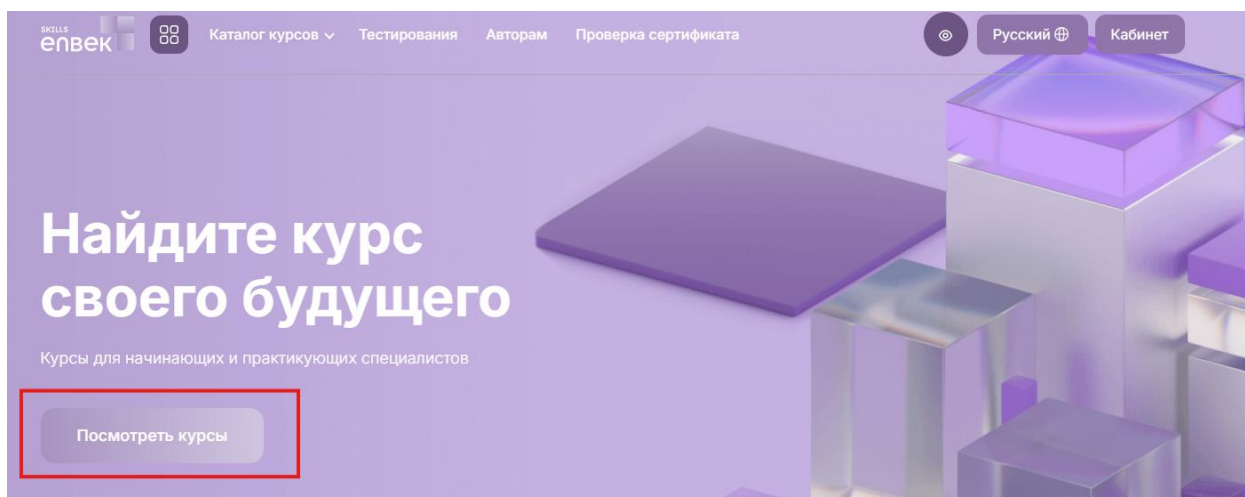 SKILLS
еnbек
Каталог курсов
Тестирования
Авторам
Проверка сертификата
Русский
Кабинет
Найдите курс
своего будущего
Курсы для начинающих и практикующих специалистов
Посмотреть курсы